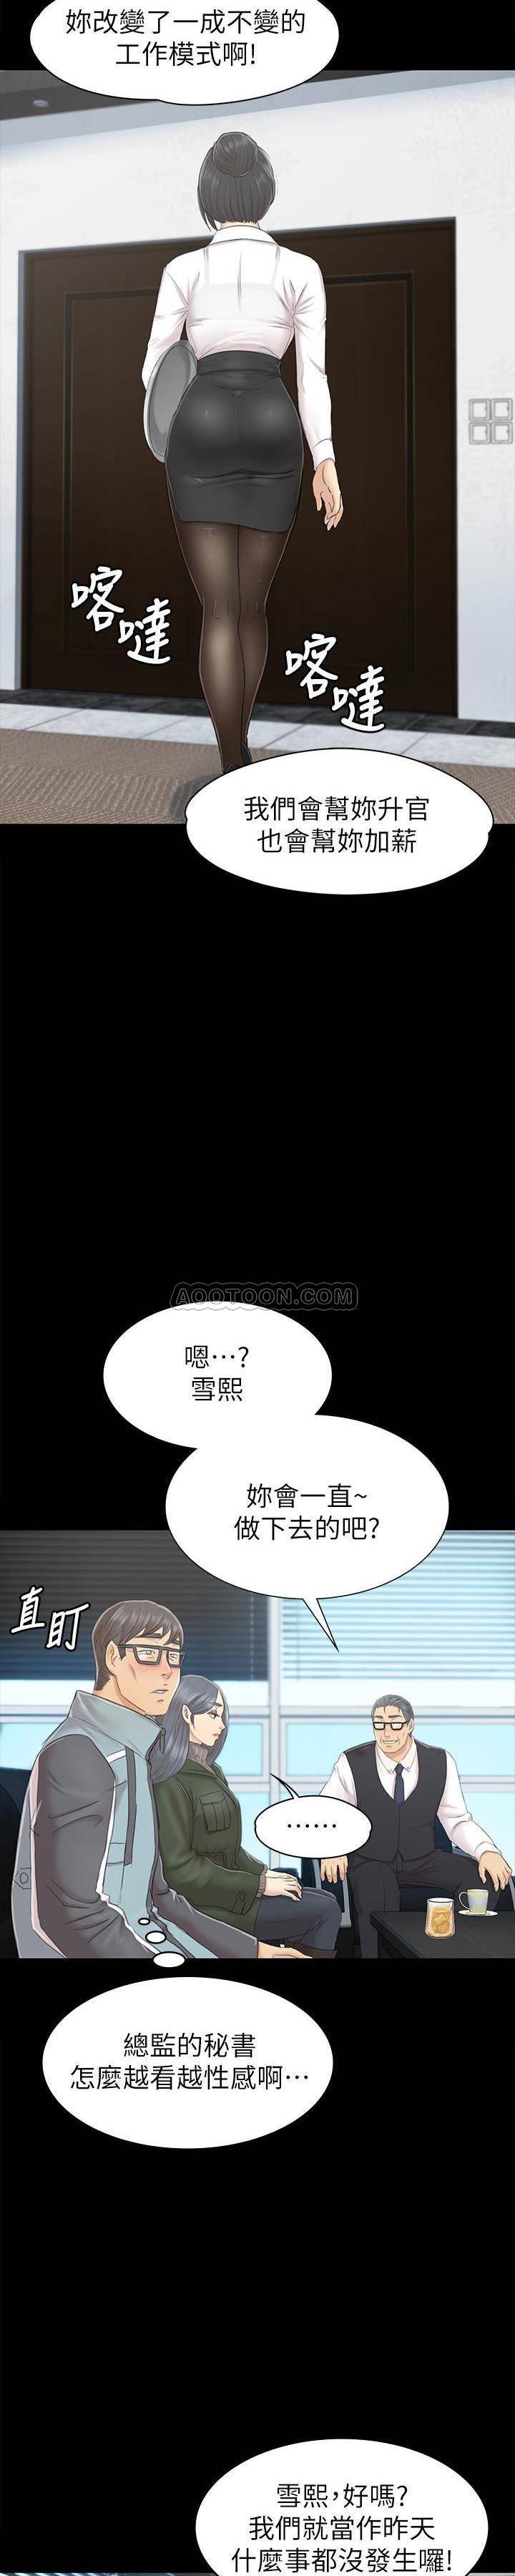 妳改變了一成不變的
工作模式啊!
喀噠
喀噠
我們會幫妳升官
也會幫妳加薪
AOOTOON.COM
嗯⋯?
雪熙
妳會一直~
做下去的吧?
直盯
⋯⋯
總監的秘書
怎麼越看越性感啊⋯
雪熙，好嗎?
我們就當作昨天
什麼事都沒發生囉!